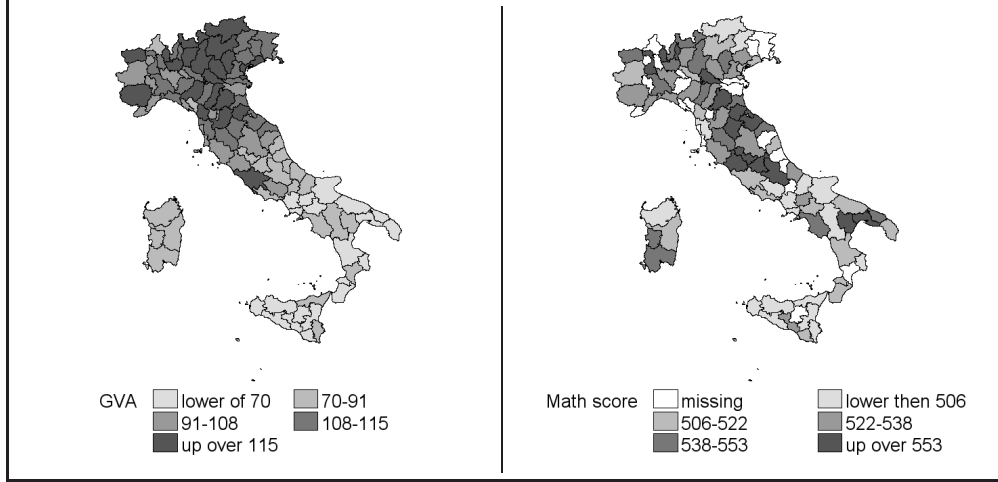 GVA lower of 70 70-91
91-108 108-115
up over 115
Math score missing lower then 506
506-522 522-538
538-553 up over 553